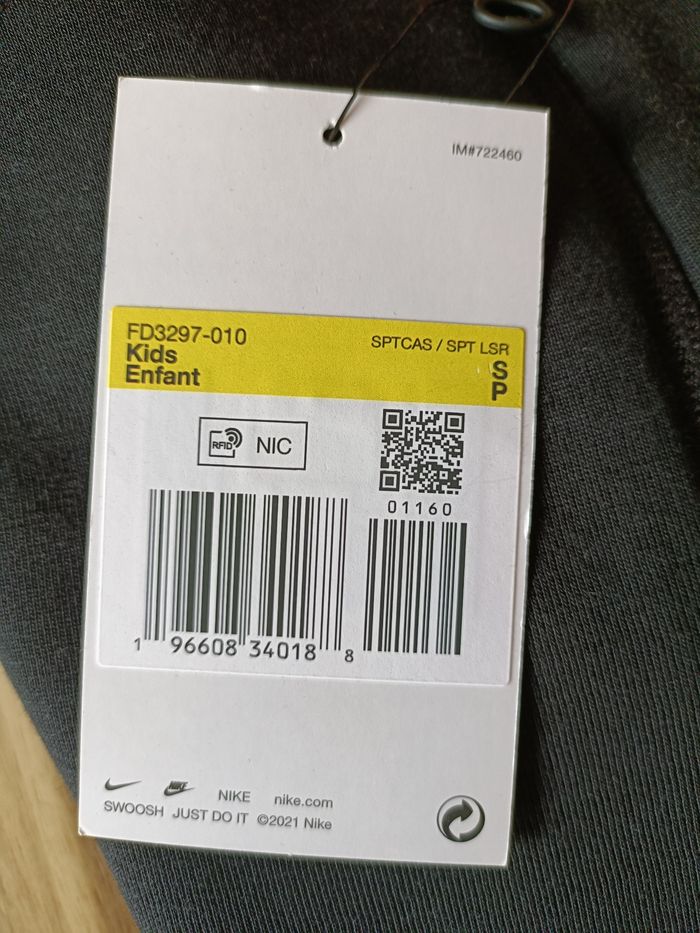 IM#722460
FD3297-010
Kids
Enfant
SPTCAS / SPT LSR
S
P
RFID NIC
01160
1 96608 34018 8
NIKE NIKE nike.com
SWOOSH JUST DO IT ©2021 Nike